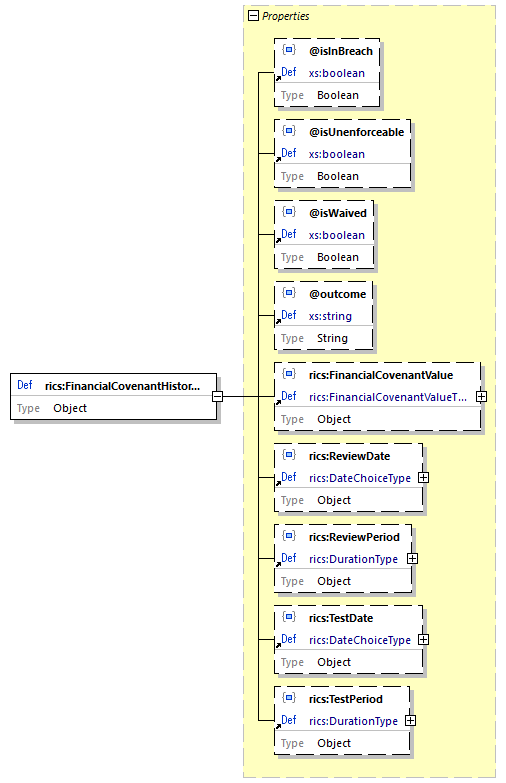 Properties
@isInBreach
Def xs:boolean
Type Boolean
@isUnenforceable
Def xs:boolean
Type Boolean
@isWaived
Def xs:boolean
Type Boolean
@outcome
Def xs:string
Type String
Def rics:FinancialCovenantHistor...
Type Object
rics:FinancialCovenantValue
Def rics:FinancialCovenantValueT...
Type Object
rics:ReviewDate
Def rics:DateChoiceType
Type Object
rics:ReviewPeriod
Def rics:DurationType
Type Object
rics:TestDate
Def rics:DateChoiceType
Type Object
rics:TestPeriod
Def rics:DurationType
Type Object